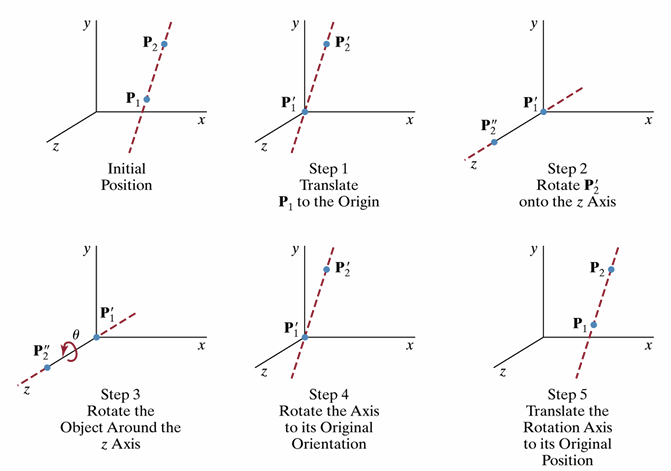 y
P2
P1
x
z
Initial
Position
y
P2′
P1′
x
z
Step 1
Translate
P1 to the Origin
y
P1′
P2″
x
z
Step 2
Rotate P2′
onto the z Axis
y
P1′
θ
P2″
x
z
Step 3
Rotate the
Object Around the
z Axis
y
P2′
P1′
x
z
Step 4
Rotate the Axis
to its Original
Orientation
y
P2
P1
x
z
Step 5
Translate the
Rotation Axis
to its Original
Position